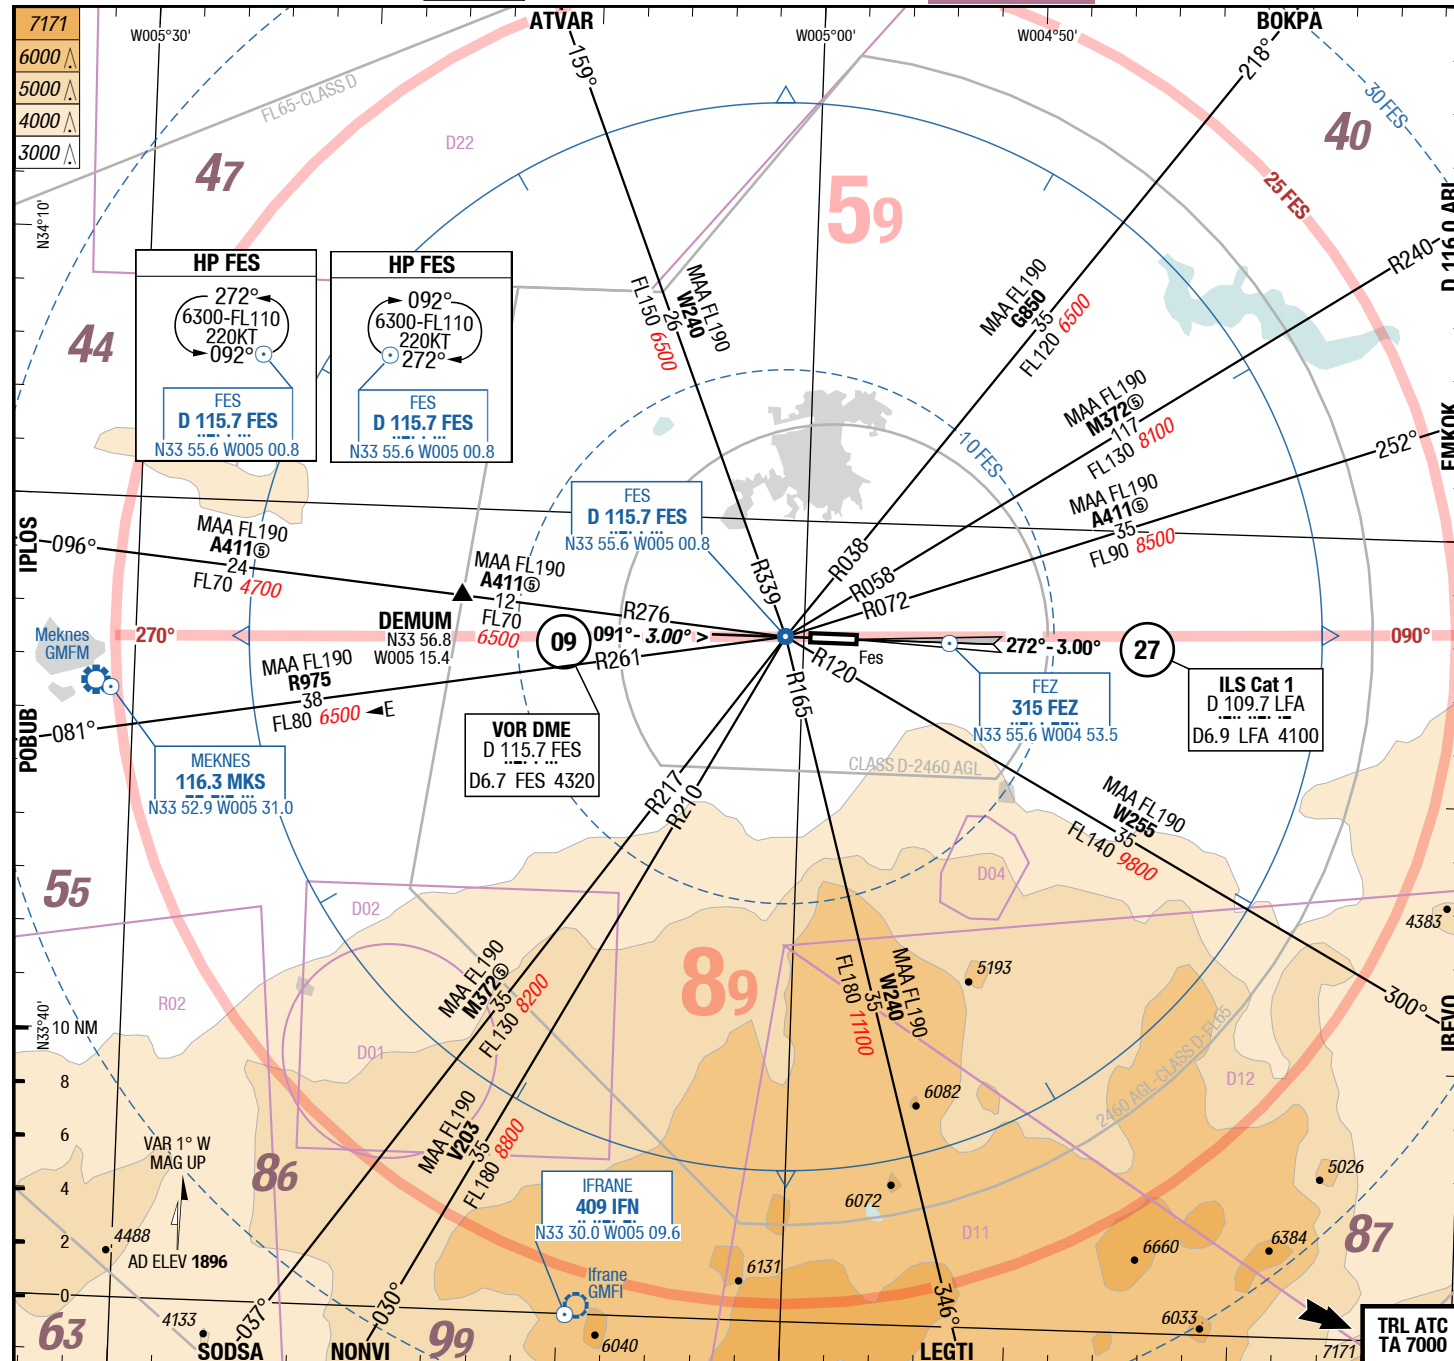 7171
6000
5000
4000
3000
ATVAR
BOKPA
W005°30'
W005°00'
W004°50'
159°
218°
FL65-CLASS D
D22
47
40
59
30 FES
25 FES
N34°10'
D 116.0 ABL
R240
HP FES
272°
6300-FL110
220KT
092°
FES
D 115.7 FES
N33 55.6 W005 00.8
HP FES
092°
6300-FL110
220KT
272°
FES
D 115.7 FES
N33 55.6 W005 00.8
44
MAA FL190
W240
26
FL150 6500
MAA FL190
G850
35
FL120 6500
MAA FL190
M372⑤
117
FL130 8100
MAA FL190
A411⑤
35
FL90 8500
252°
EMKOK
10 FES
FES
D 115.7 FES
N33 55.6 W005 00.8
IPLOS
096°
MAA FL190
A411⑤
24
FL70 4700
MAA FL190
A411⑤
12
FL70
6500
DEMUM
N33 56.8
W005 15.4
R339
R038
R058
R072
R276
R261
270°
090°
09
091°- 3.00° >
Fes
272°-3.00°
27
Meknes
GMFM
MAA FL190
R975
38
FL80 6500 E
POBUB
081°
MEKNES
116.3 MKS
N33 52.9 W005 31.0
VOR DME
D 115.7 FES
D6.7 FES 4320
R120
R165
R217
R210
FEZ
315 FEZ
N33 55.6 W004 53.5
ILS Cat 1
D 109.7 LFA
D6.9 LFA 4100
CLASS D-2460 AGL
MAA FL190
W255
35
FL140 9800
55
D02
D04
4383
R02
D01
89
MAA FL190
M372⑤
35
FL130 8200
MAA FL190
W240
35
FL180 11100
5193
300°
IREVO
N33°40'
10 NM
8
6
4
2
0
6082
2460 AGL-CLASS D-FL65
D12
MAA FL190
V203
35
FL180 8800
VAR 1° W
MAG UP
86
IFRANE
409 IFN
N33 30.0 W005 09.6
6072
5026
D11
87
4488
AD ELEV 1896
6131
6660
6384
Ifrane
GMFI
6040
6033
63
4133
037°
SODSA
030°
NONVI
99
346°
LEGTI
7171
TRL ATC
TA 7000